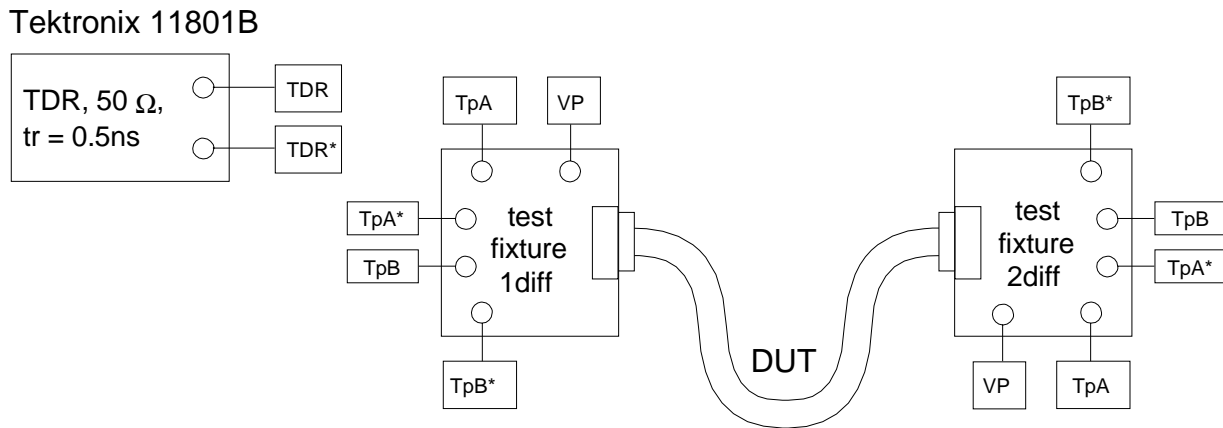 Tektronix 11801B
TDR, 50 Ω,
tr = 0.5ns
TDR
TDR*
TpA
VP
TpA*
TpB
TpB*
test
fixture
1diff
DUT
TpB*
test
fixture
2diff
TpB
TpA*
VP
TpA